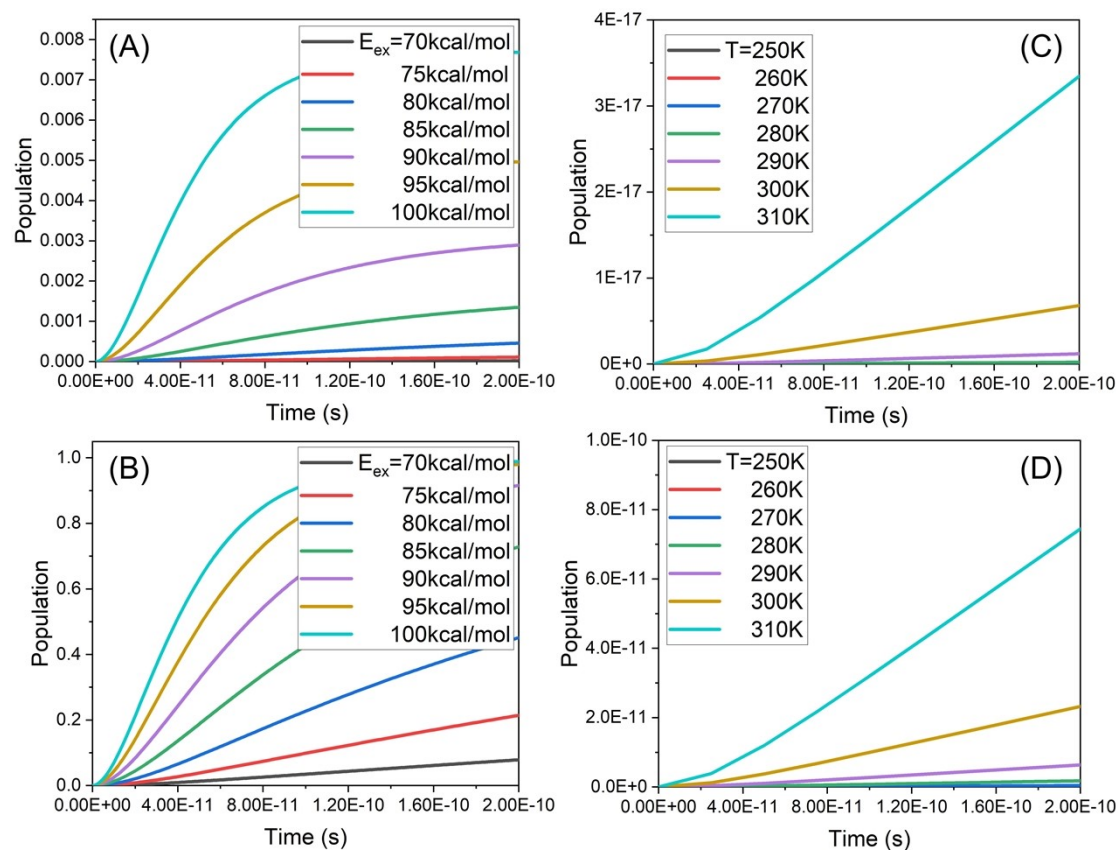 (A)
E_ex=70kcal/mol
75kcal/mol
80kcal/mol
85kcal/mol
90kcal/mol
95kcal/mol
100kcal/mol
0.008
0.007
0.006
0.005
0.004
0.003
0.002
0.001
0.000
Population
0.00E+00 4.00E-11 8.00E-11 1.20E-10 1.60E-10 2.00E-10
Time (s)
(C)
T=250K
260K
270K
280K
290K
300K
310K
4E-17
3E-17
2E-17
1E-17
0E+0
Population
0.00E+00 4.00E-11 8.00E-11 1.20E-10 1.60E-10 2.00E-10
Time (s)
(B)
E_ex=70kcal/mol
75kcal/mol
80kcal/mol
85kcal/mol
90kcal/mol
95kcal/mol
100kcal/mol
1.0
0.8
0.6
0.4
0.2
0.0
Population
0.00E+00 4.00E-11 8.00E-11 1.20E-10 1.60E-10 2.00E-10
Time (s)
(D)
T=250K
260K
270K
280K
290K
300K
310K
1.0E-10
8.0E-11
6.0E-11
4.0E-11
2.0E-11
0.0E+0
Population
0.00E+00 4.00E-11 8.00E-11 1.20E-10 1.60E-10 2.00E-10
Time (s)